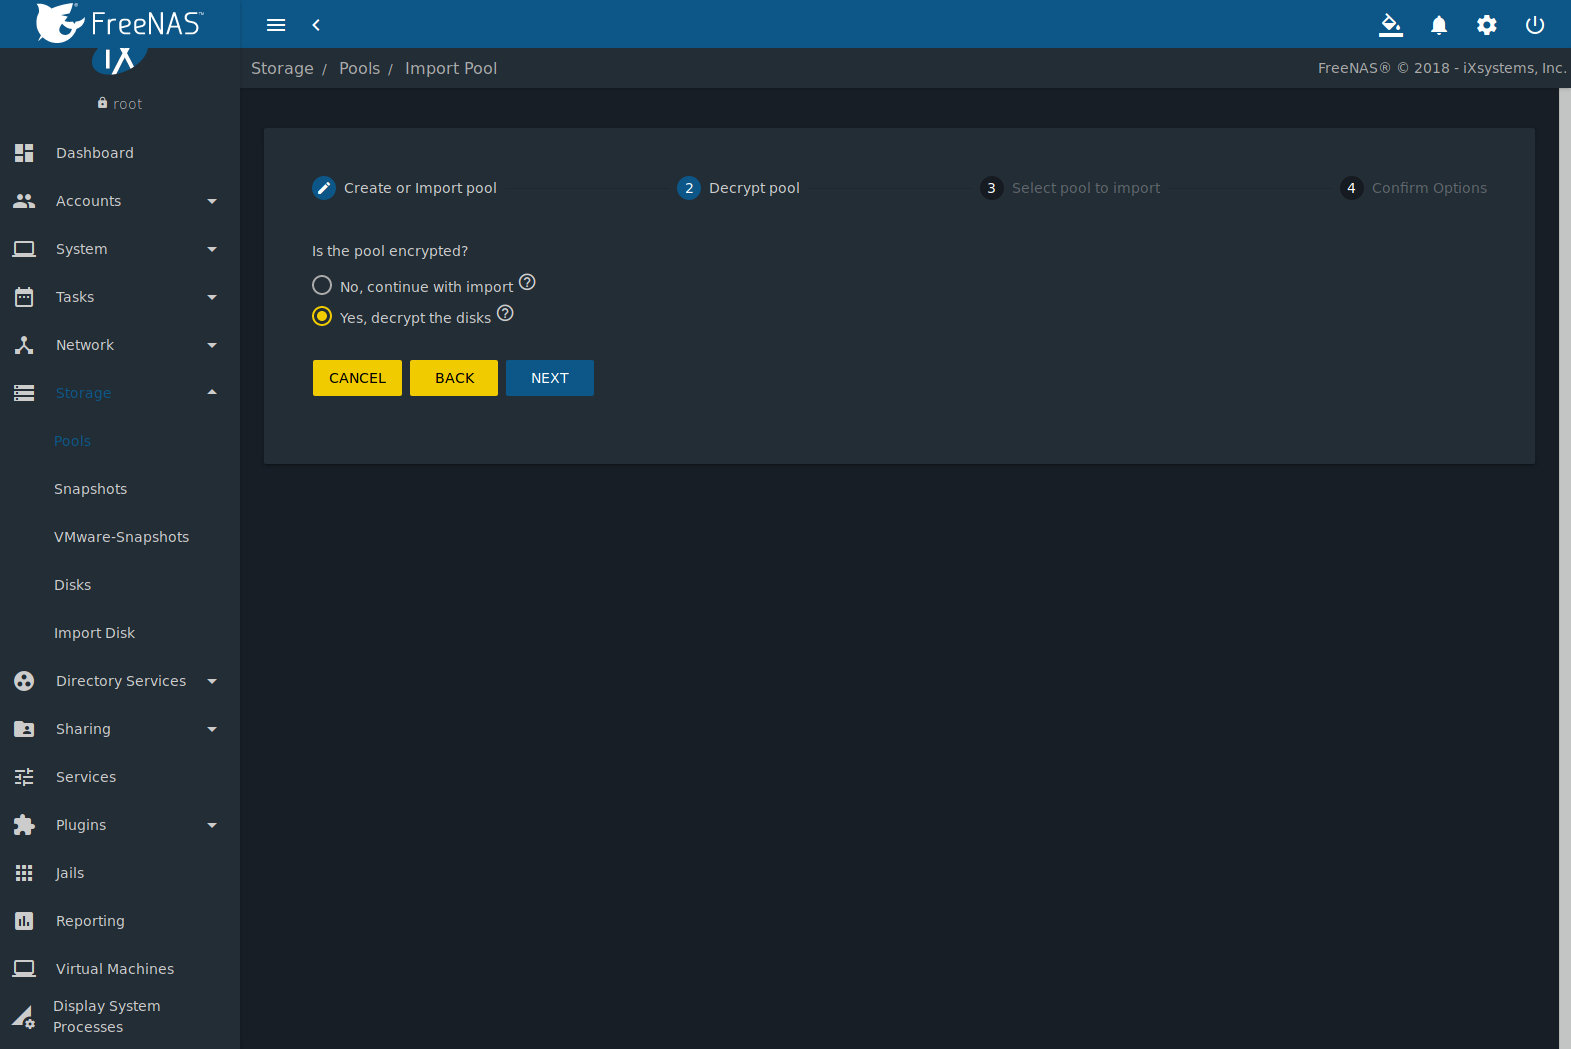 FreeNAS™
iX
root
Dashboard
Accounts
System
Tasks
Network
Storage
Pools
Snapshots
VMware-Snapshots
Disks
Import Disk
Directory Services
Sharing
Services
Plugins
Jails
Reporting
Virtual Machines
Display System
Processes
Storage / Pools / Import Pool
FreeNAS® © 2018 - iXsystems, Inc.
Create or Import pool
2 Decrypt pool
3 Select pool to import
4 Confirm Options
Is the pool encrypted?
No, continue with import ?
Yes, decrypt the disks ?
CANCEL BACK NEXT